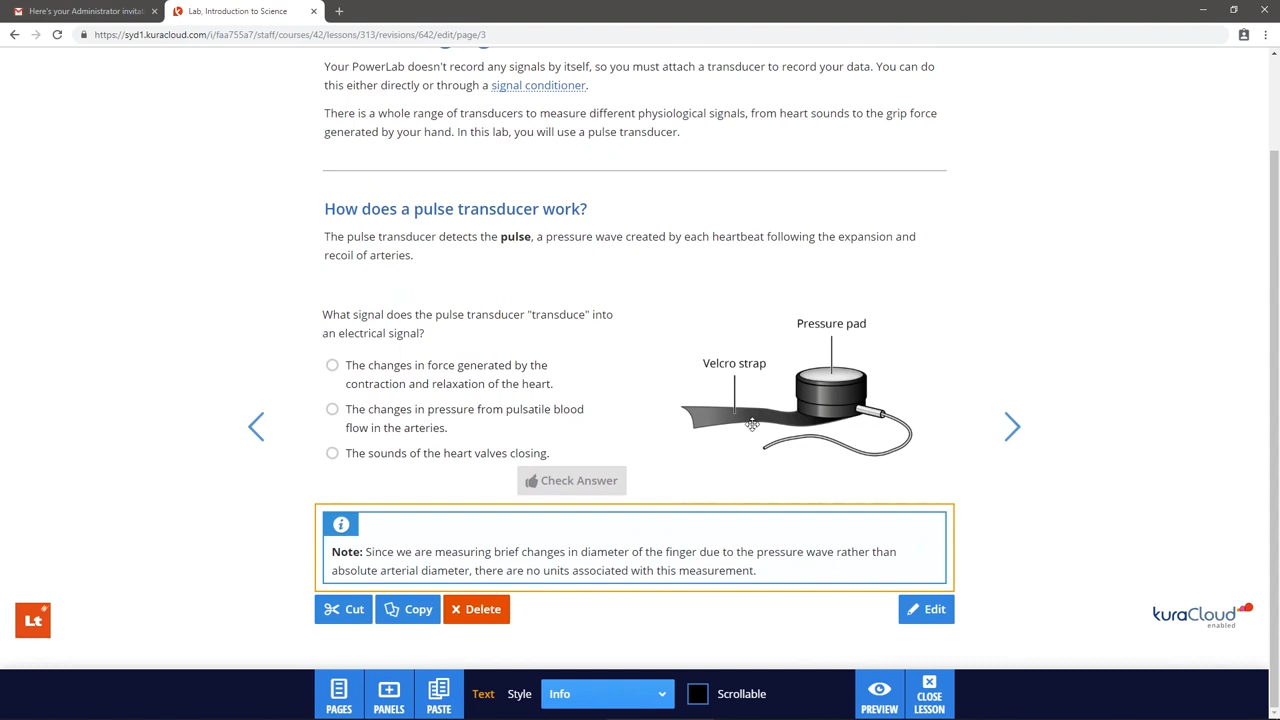 Here's your Administrator invitat
Lab, Introduction to Science
https://syd1.kuracloud.com/i/faa755a7/staff/courses/42/lessons/313/revisions/642/edit/page/3
Your PowerLab doesn't record any signals by itself, so you must attach a transducer to record your data. You can do
this either directly or through a signal conditioner.
There is a whole range of transducers to measure different physiological signals, from heart sounds to the grip force
generated by your hand. In this lab, you will use a pulse transducer.
How does a pulse transducer work?
The pulse transducer detects the pulse, a pressure wave created by each heartbeat following the expansion and
recoil of arteries.
What signal does the pulse transducer "transduce" into
an electrical signal?
The changes in force generated by the
contraction and relaxation of the heart.
The changes in pressure from pulsatile blood
flow in the arteries.
The sounds of the heart valves closing.
Check Answer
Pressure pad
Velcro strap
Note: Since we are measuring brief changes in diameter of the finger due to the pressure wave rather than
absolute arterial diameter, there are no units associated with this measurement.
Cut
Copy
Delete
Edit
Lt
kuraCloud
enabled
PAGES
PANELS
PASTE
Text
Style
Info
Scrollable
PREVIEW
CLOSE
LESSON